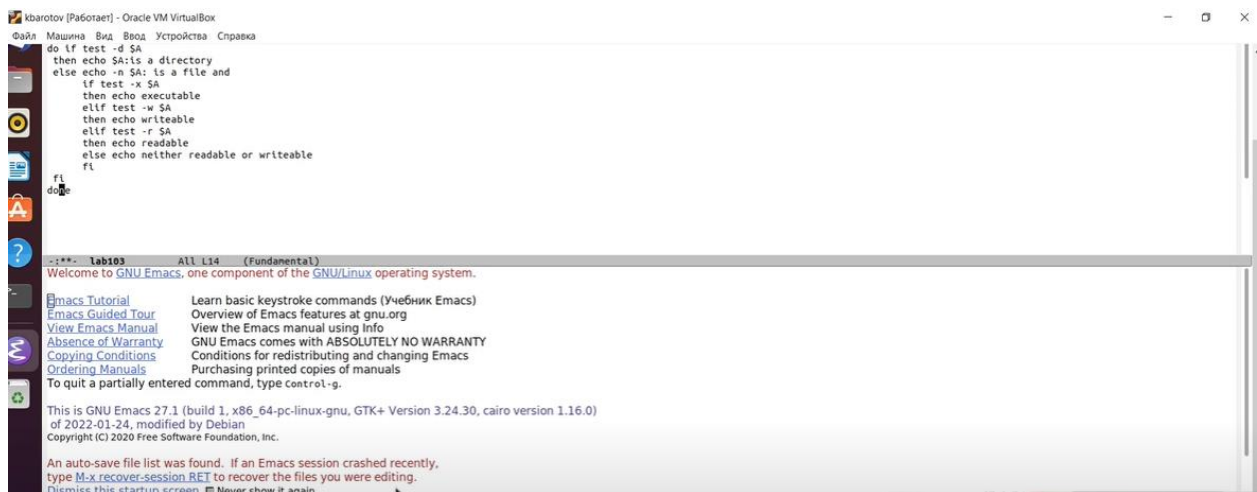 kbarotov [Работает] - Oracle VM VirtualBox
Файл Машина Вид Ввод Устройства Справка
do if test -d $A
then echo $A:is a directory
else echo -n $A: is a file and
if test -x $A
then echo executable
elif test -w $A
then echo writeable
elif test -r $A
then echo readable
else echo neither readable or writeable
fi
fi
done
-:**- lab103 All L14 (Fundamental)
Welcome to GNU Emacs, one component of the GNU/Linux operating system.
Emacs Tutorial Learn basic keystroke commands (Учебник Emacs)
Emacs Guided Tour Overview of Emacs features at gnu.org
View Emacs Manual View the Emacs manual using Info
Absence of Warranty GNU Emacs comes with ABSOLUTELY NO WARRANTY
Copying Conditions Conditions for redistributing and changing Emacs
Ordering Manuals Purchasing printed copies of manuals
To quit a partially entered command, type Control-g.
This is GNU Emacs 27.1 (build 1, x86_64-pc-linux-gnu, GTK+ Version 3.24.30, cairo version 1.16.0)
of 2022-01-24, modified by Debian
Copyright (C) 2020 Free Software Foundation, Inc.
An auto-save file list was found. If an Emacs session crashed recently,
type M-x recover-session RET to recover the files you were editing.
Dismiss this startup screen Never show it again.